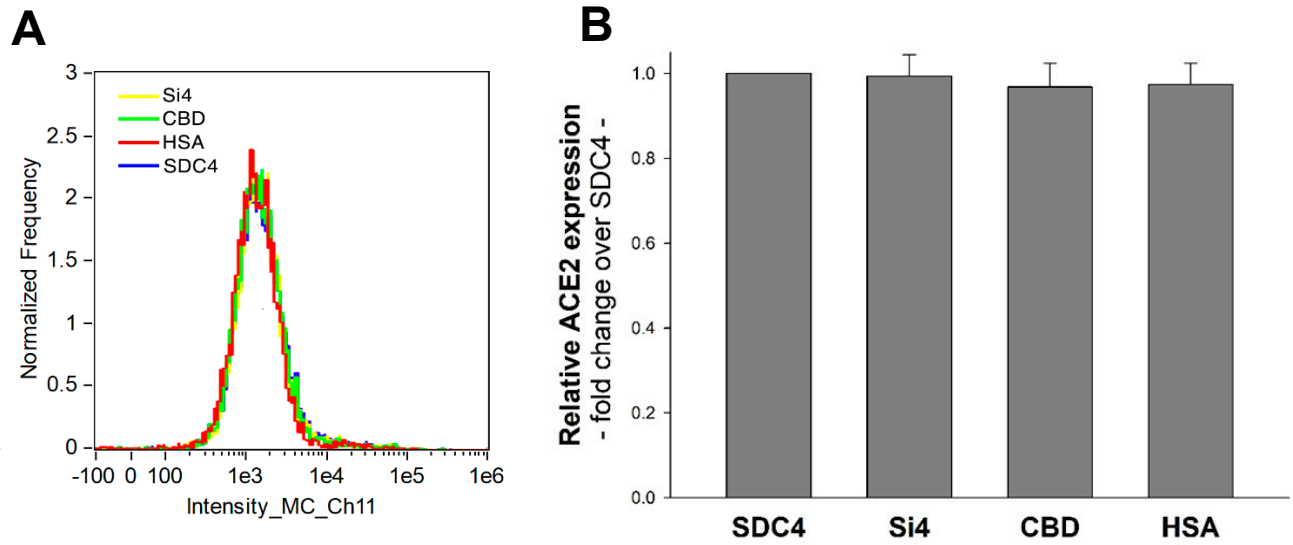 A
3
2.5
2
1.5
1
0.5
0
Normalized Frequency
Si4
CBD
HSA
SDC4
-100 0 100 1e3 1e4 1e5 1e6
Intensity_MC_Ch11
B
Relative ACE2 expression
- fold change over SDC4 -
1.0
0.8
0.6
0.4
0.2
0.0
SDC4 Si4 CBD HSA